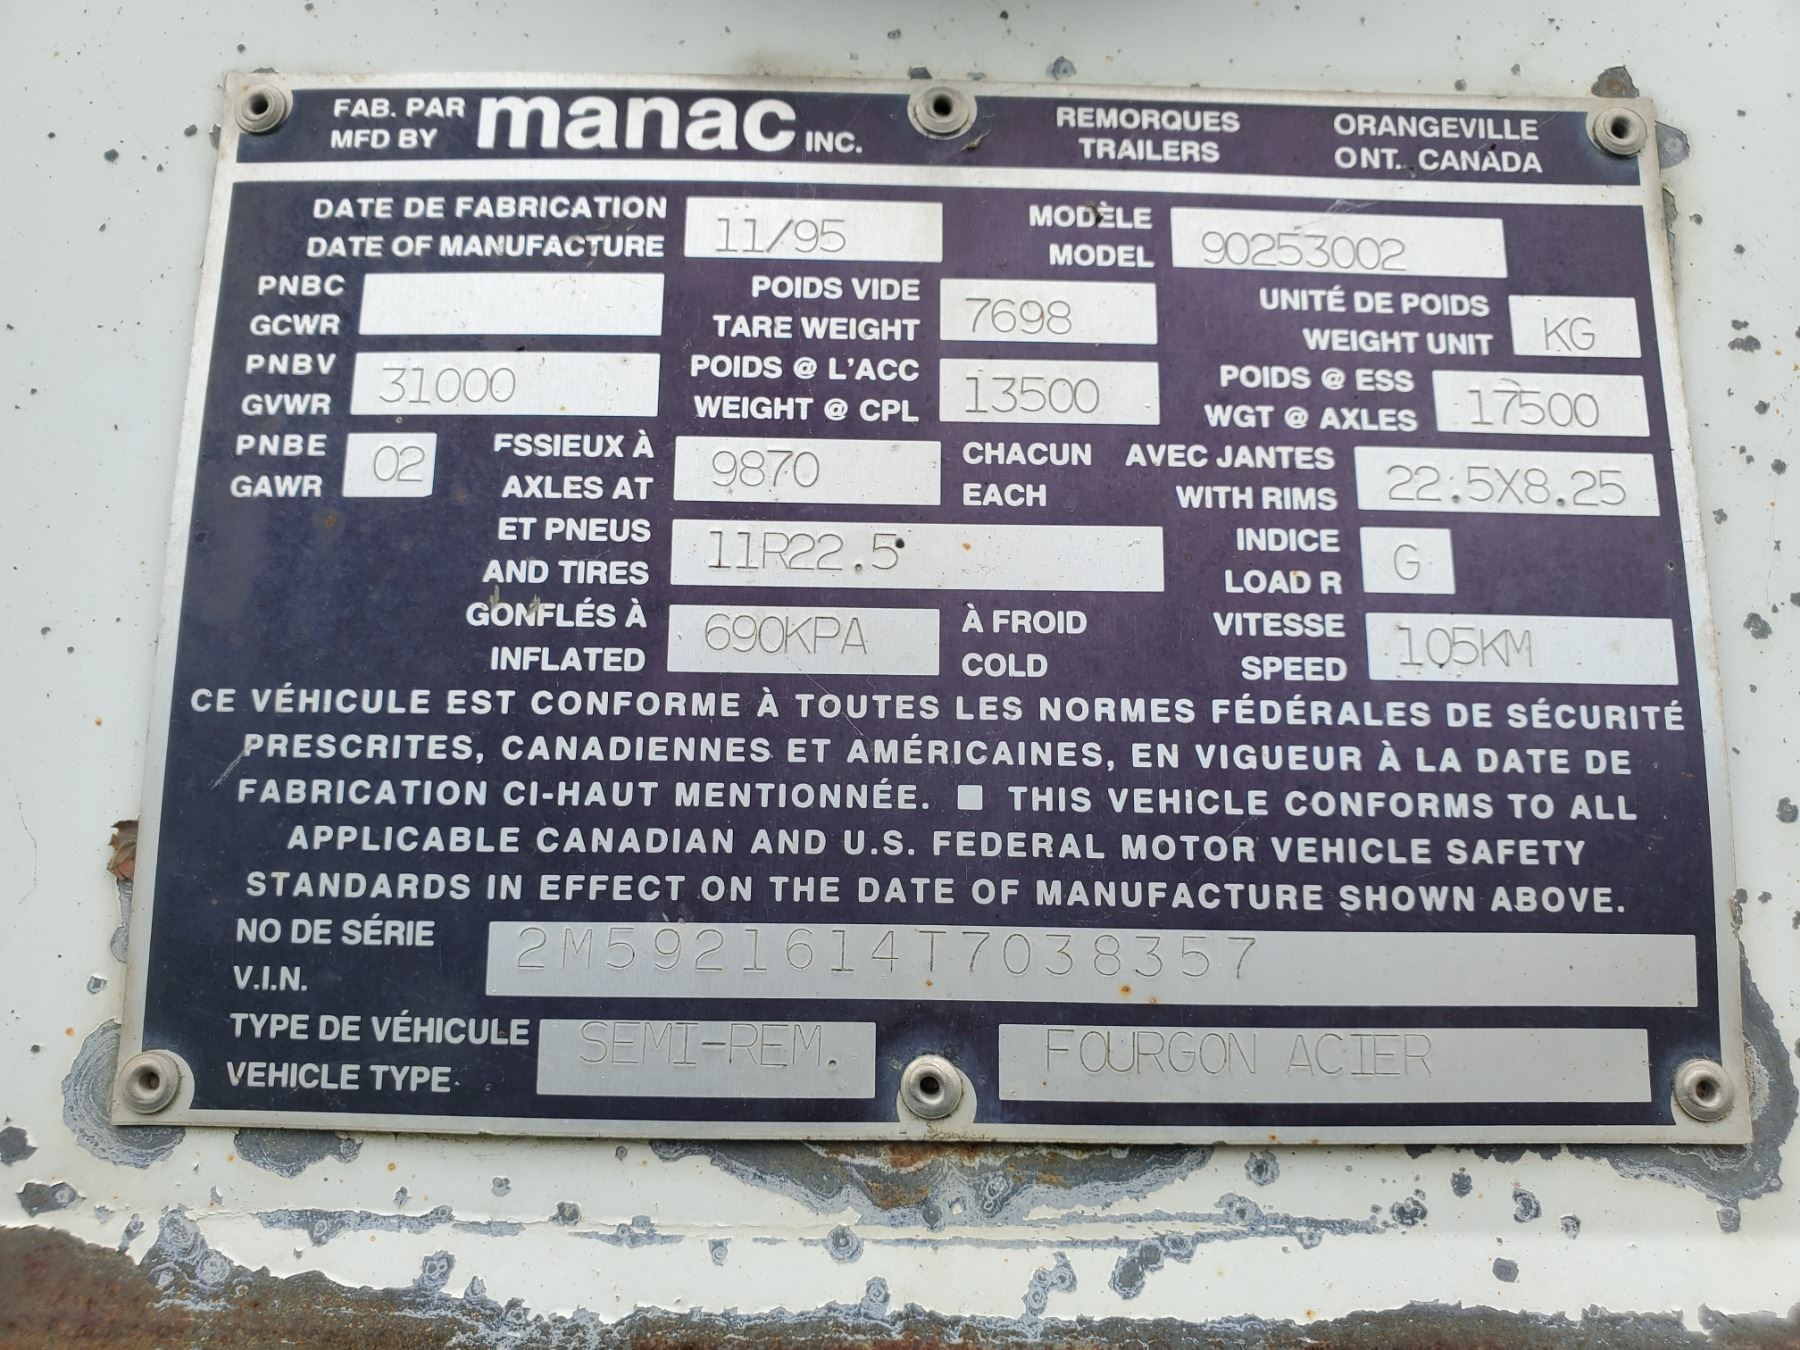 FAB. PAR manac INC. REMORQUES ORANGEVILLE
MFD BY TRAILERS ONT. CANADA
DATE DE FABRICATION 11/95 MODÈLE 90253002
DATE OF MANUFACTURE MODEL
PNBC POIDS VIDE 7698 UNITÉ DE POIDS KG
GCWR TARE WEIGHT WEIGHT UNIT
PNBV 31000 POIDS @ L'ACC 13500 POIDS @ ESS 17500
GVWR WEIGHT @ CPL WGT @ AXLES
PNBE 02 ESSIEUX À 9870 CHACUN AVEC JANTES 22.5X8.25
GAWR AXLES AT EACH WITH RIMS
ET PNEUS 11R22.5 INDICE G
AND TIRES LOAD R
GONFLÉS À 690KPA À FROID VITESSE 105KM
INFLATED COLD SPEED
CE VÉHICULE EST CONFORME À TOUTES LES NORMES FÉDÉRALES DE SÉCURITÉ
PRESCRITES, CANADIENNES ET AMÉRICAINES, EN VIGUEUR À LA DATE DE
FABRICATION CI-HAUT MENTIONNÉE. ■ THIS VEHICLE CONFORMS TO ALL
APPLICABLE CANADIAN AND U.S. FEDERAL MOTOR VEHICLE SAFETY
STANDARDS IN EFFECT ON THE DATE OF MANUFACTURE SHOWN ABOVE.
NO DE SÉRIE 2M5921614T7038357
V.I.N.
TYPE DE VÉHICULE SEMI-REM. FOURGON ACIER
VEHICLE TYPE